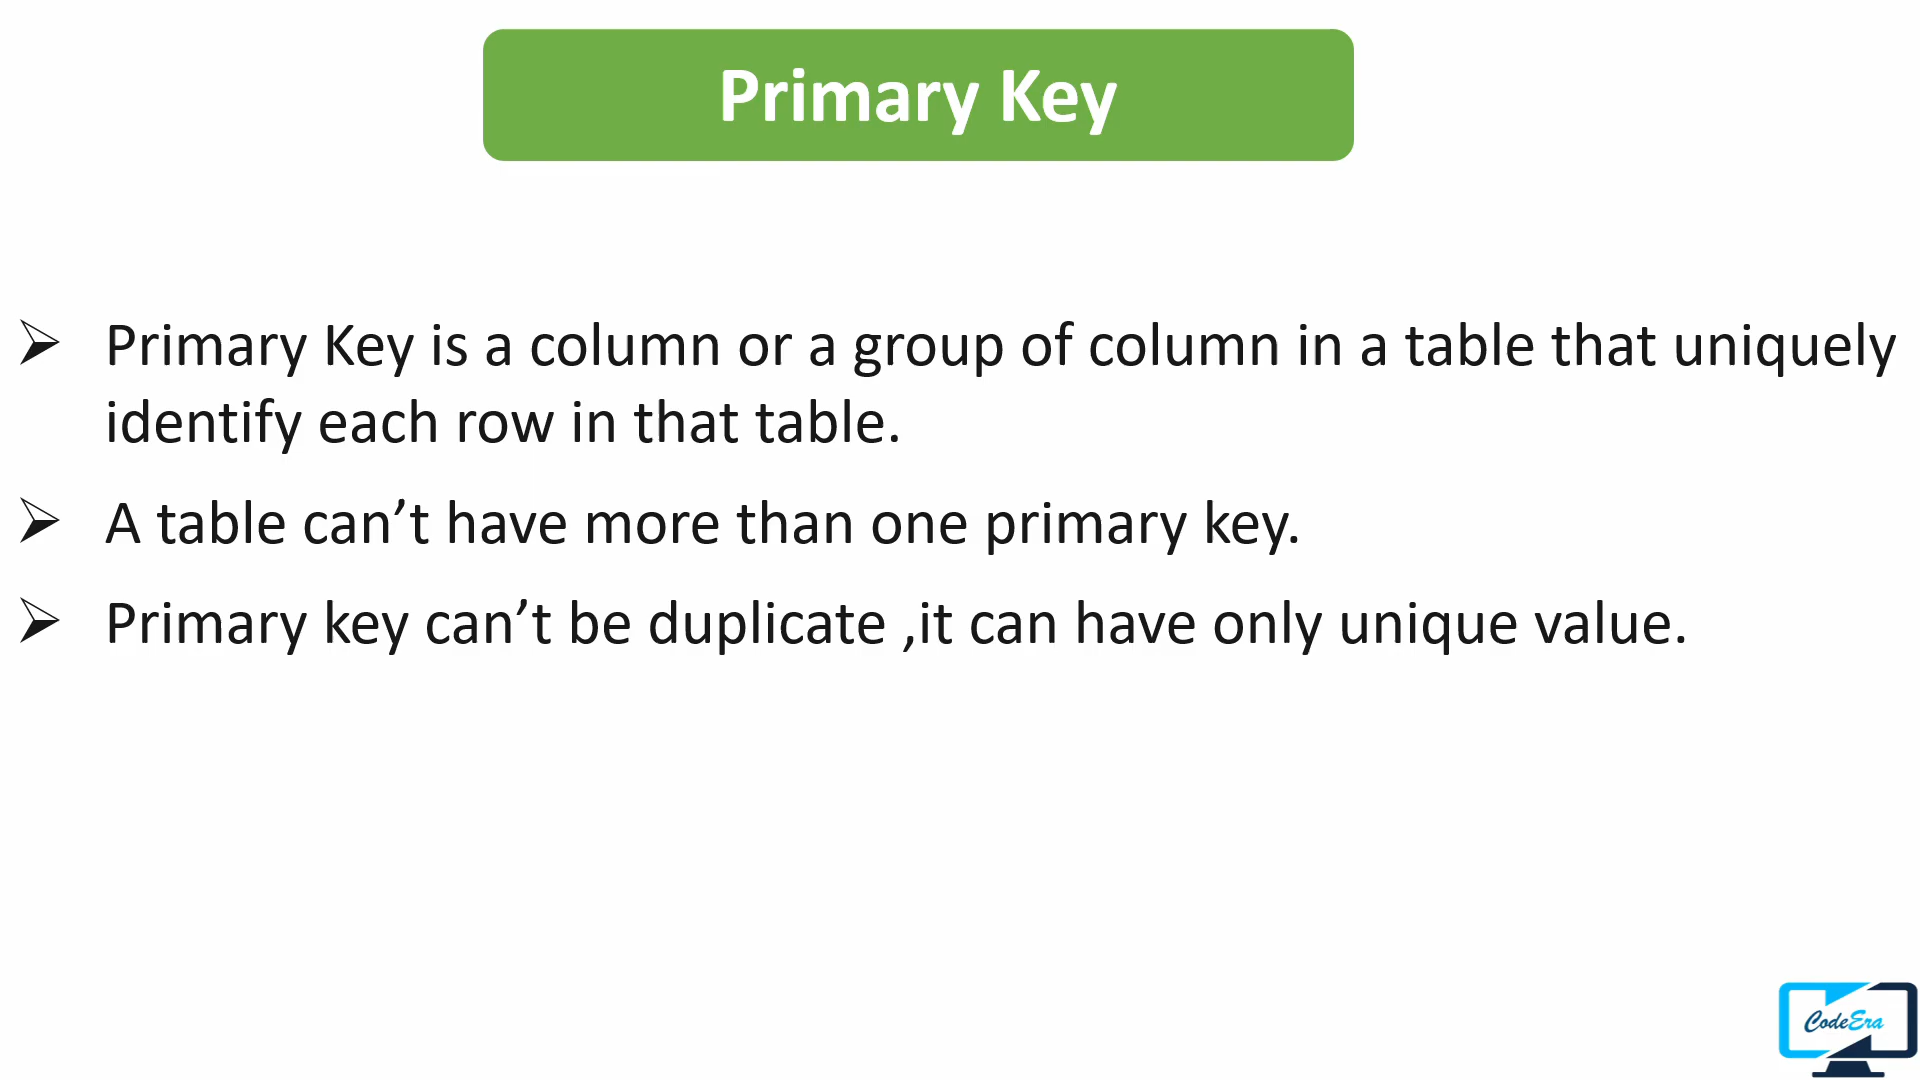 Primary Key
➢ Primary Key is a column or a group of column in a table that uniquely
identify each row in that table.
➢ A table can’t have more than one primary key.
➢ Primary key can’t be duplicate ,it can have only unique value.
CodeEra